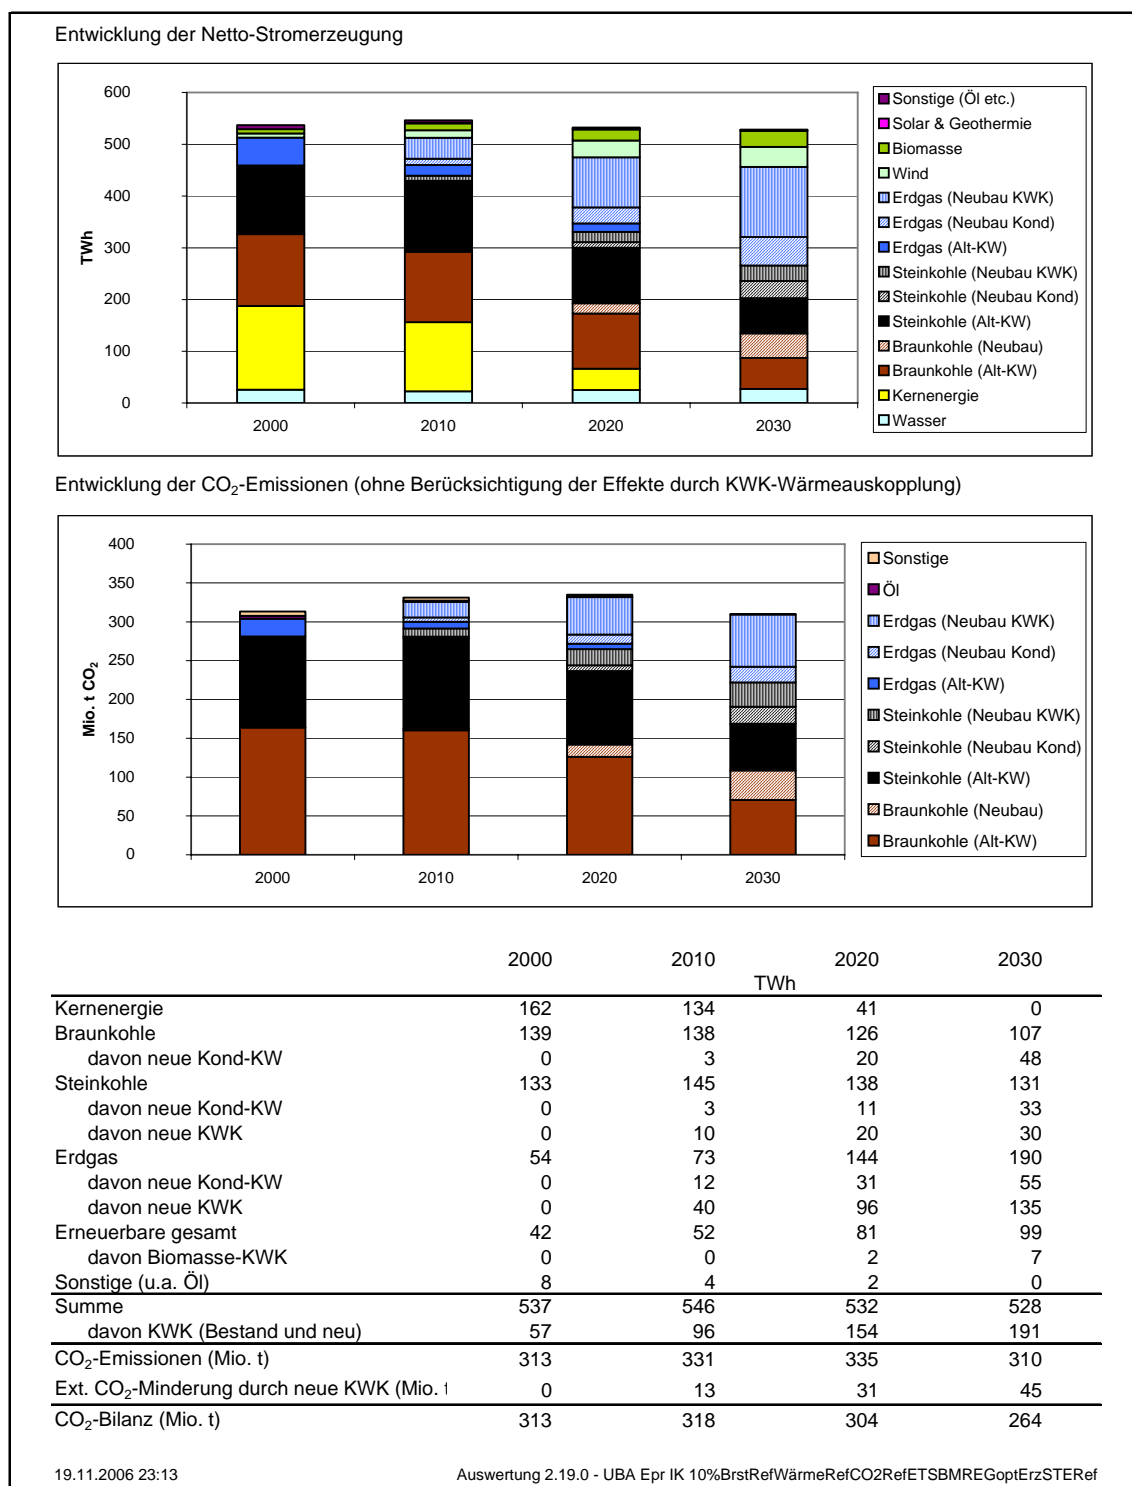 Entwicklung der Netto-Stromerzeugung
600
500
400
300
200
100
0
TWh
2000 2010 2020 2030
Sonstige (Öl etc.)
Solar & Geothermie
Biomasse
Wind
Erdgas (Neubau KWK)
Erdgas (Neubau Kond)
Erdgas (Alt-KW)
Steinkohle (Neubau KWK)
Steinkohle (Neubau Kond)
Steinkohle (Alt-KW)
Braunkohle (Neubau)
Braunkohle (Alt-KW)
Kernenergie
Wasser
Entwicklung der CO₂-Emissionen (ohne Berücksichtigung der Effekte durch KWK-Wärmeauskopplung)
400
350
300
250
200
150
100
50
0
Mio. t CO₂
2000 2010 2020 2030
Sonstige
Öl
Erdgas (Neubau KWK)
Erdgas (Neubau Kond)
Erdgas (Alt-KW)
Steinkohle (Neubau KWK)
Steinkohle (Neubau Kond)
Steinkohle (Alt-KW)
Braunkohle (Neubau)
Braunkohle (Alt-KW)
2000 2010 2020 2030
TWh
Kernenergie 162 134 41 0
Braunkohle 139 138 126 107
davon neue Kond-KW 0 3 20 48
Steinkohle 133 145 138 131
davon neue Kond-KW 0 3 11 33
davon neue KWK 0 10 20 30
Erdgas 54 73 144 190
davon neue Kond-KW 0 12 31 55
davon neue KWK 0 40 96 135
Erneuerbare gesamt 42 52 81 99
davon Biomasse-KWK 0 0 2 7
Sonstige (u.a. Öl) 8 4 2 0
Summe 537 546 532 528
davon KWK (Bestand und neu) 57 96 154 191
CO₂-Emissionen (Mio. t) 313 331 335 310
Ext. CO₂-Minderung durch neue KWK (Mio. t 0 13 31 45
CO₂-Bilanz (Mio. t) 313 318 304 264
19.11.2006 23:13 Auswertung 2.19.0 - UBA Epr IK 10%BrstRefWärmeRefCO2RefETSBMREGoptErzSTERef